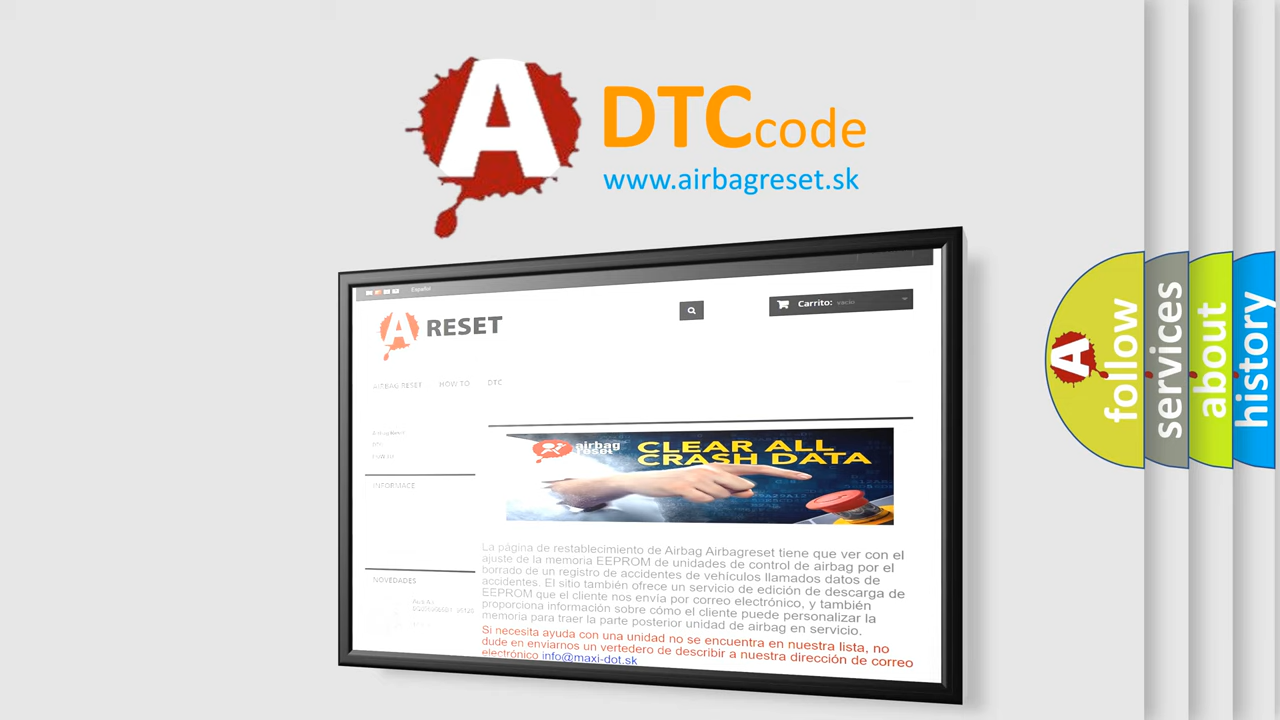 A
DTCcode
www.airbagreset.sk
Español
A RESET
Carrito: vacío
AIRBAG RESET HOW TO DTC
INFORMACE
NOVEDADES
airbag
reset
CLEAR ALL
CRASH DATA
La página de restablecimiento de Airbag Airbagreset tiene que ver con el
ajuste de la memoria EEPROM de unidades de control de airbag por el
borrado de un registro de accidentes de vehículos llamados datos de
accidentes. El sitio también ofrece un servicio de edición de descarga de
EEPROM que el cliente nos envía por correo electrónico, y también
proporciona información sobre cómo el cliente puede personalizar la
memoria para traer la parte posterior unidad de airbag en servicio.
Si necesita ayuda con una unidad no se encuentra en nuestra lista, no
dude en enviarnos un vertedero de describir a nuestra dirección de correo
electrónico info@maxi-dot.sk
A
follow
services
about
history